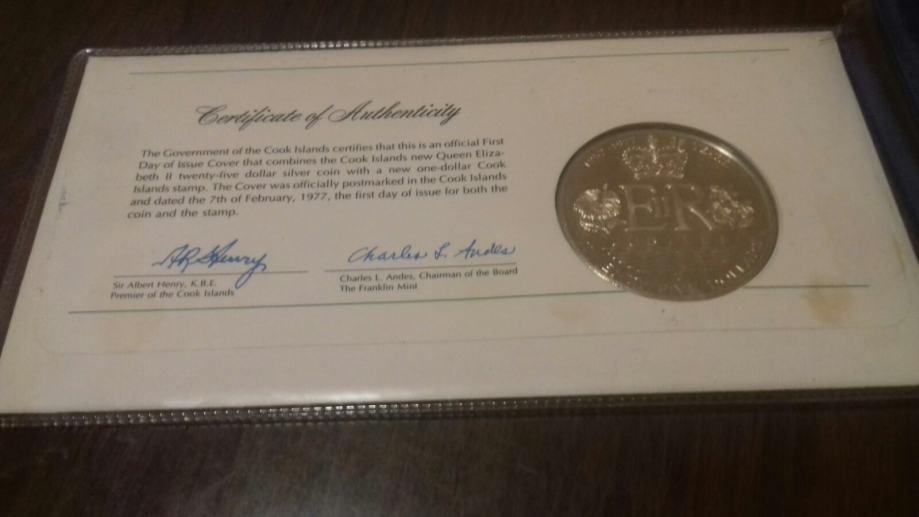 Certificate of Authenticity
The Government of the Cook Islands certifies that this is an official First
Day of Issue Cover that combines the Cook Islands new Queen Eliza-
beth II twenty-five dollar silver coin with a new one-dollar Cook
Islands stamp. The Cover was officially postmarked in the Cook Islands
and dated the 7th of February, 1977, the first day of issue for both the
coin and the stamp.
Sir Albert Henry, K.B.E.
Premier of the Cook Islands
Charles L. Andes
Charles L. Andes, Chairman of the Board
The Franklin Mint
EIIR
DOLLARS